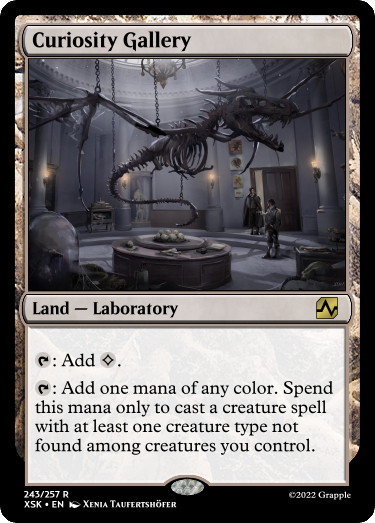 Curiosity Gallery
Land — Laboratory
: Add .
: Add one mana of any color. Spend
this mana only to cast a creature spell
with at least one creature type not
found among creatures you control.
243/257 R
XSK • EN Xenia Taufertshöfer
©2022 Grapple